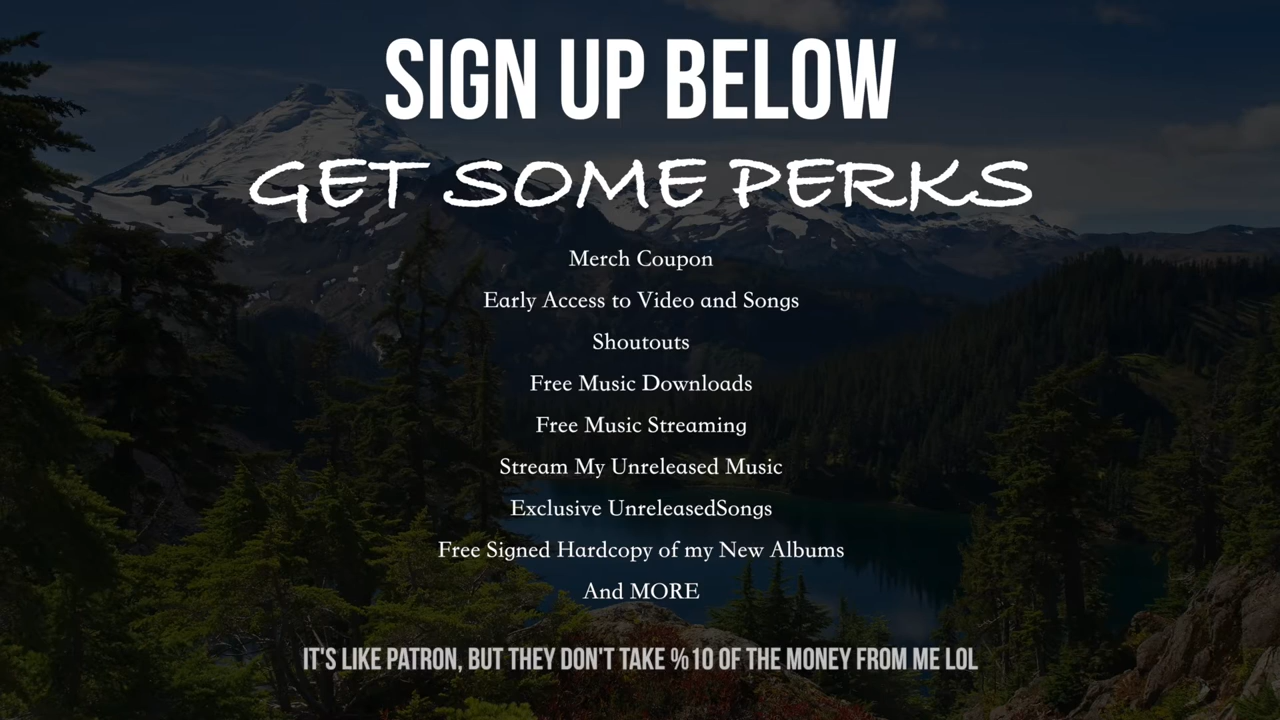 SIGN UP BELOW
GET SOME PERKS
Merch Coupon
Early Access to Video and Songs
Shoutouts
Free Music Downloads
Free Music Streaming
Stream My Unreleased Music
Exclusive UnreleasedSongs
Free Signed Hardcopy of my New Albums
And MORE
IT'S LIKE PATRON, BUT THEY DON'T TAKE %10 OF THE MONEY FROM ME LOL